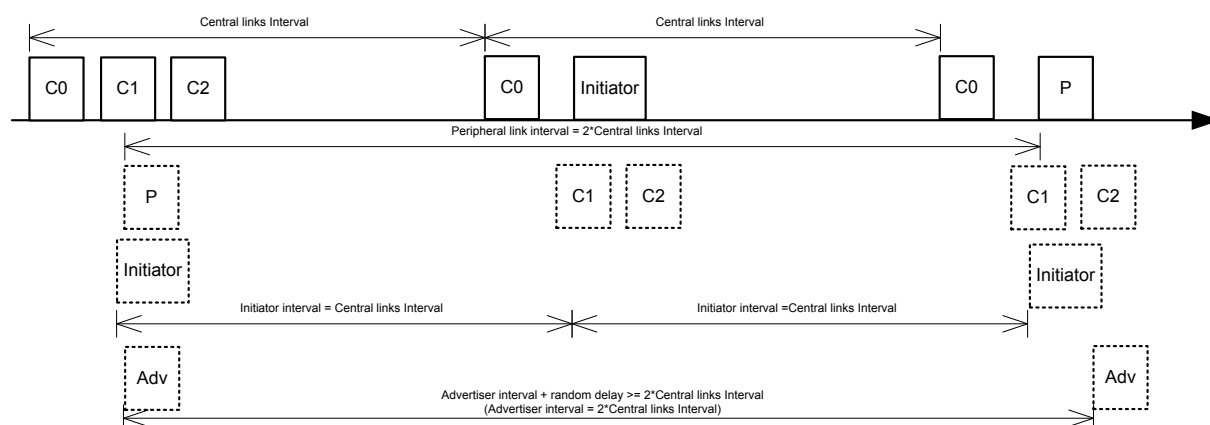 Central links Interval
Central links Interval
C0
C1
C2
C0
Initiator
C0
P
Peripheral link interval = 2*Central links Interval
P
C1
C2
C1
C2
Initiator
Initiator
Initiator interval = Central links Interval
Initiator interval =Central links Interval
Adv
Adv
Advertiser interval + random delay >= 2*Central links Interval
(Advertiser interval = 2*Central links Interval)